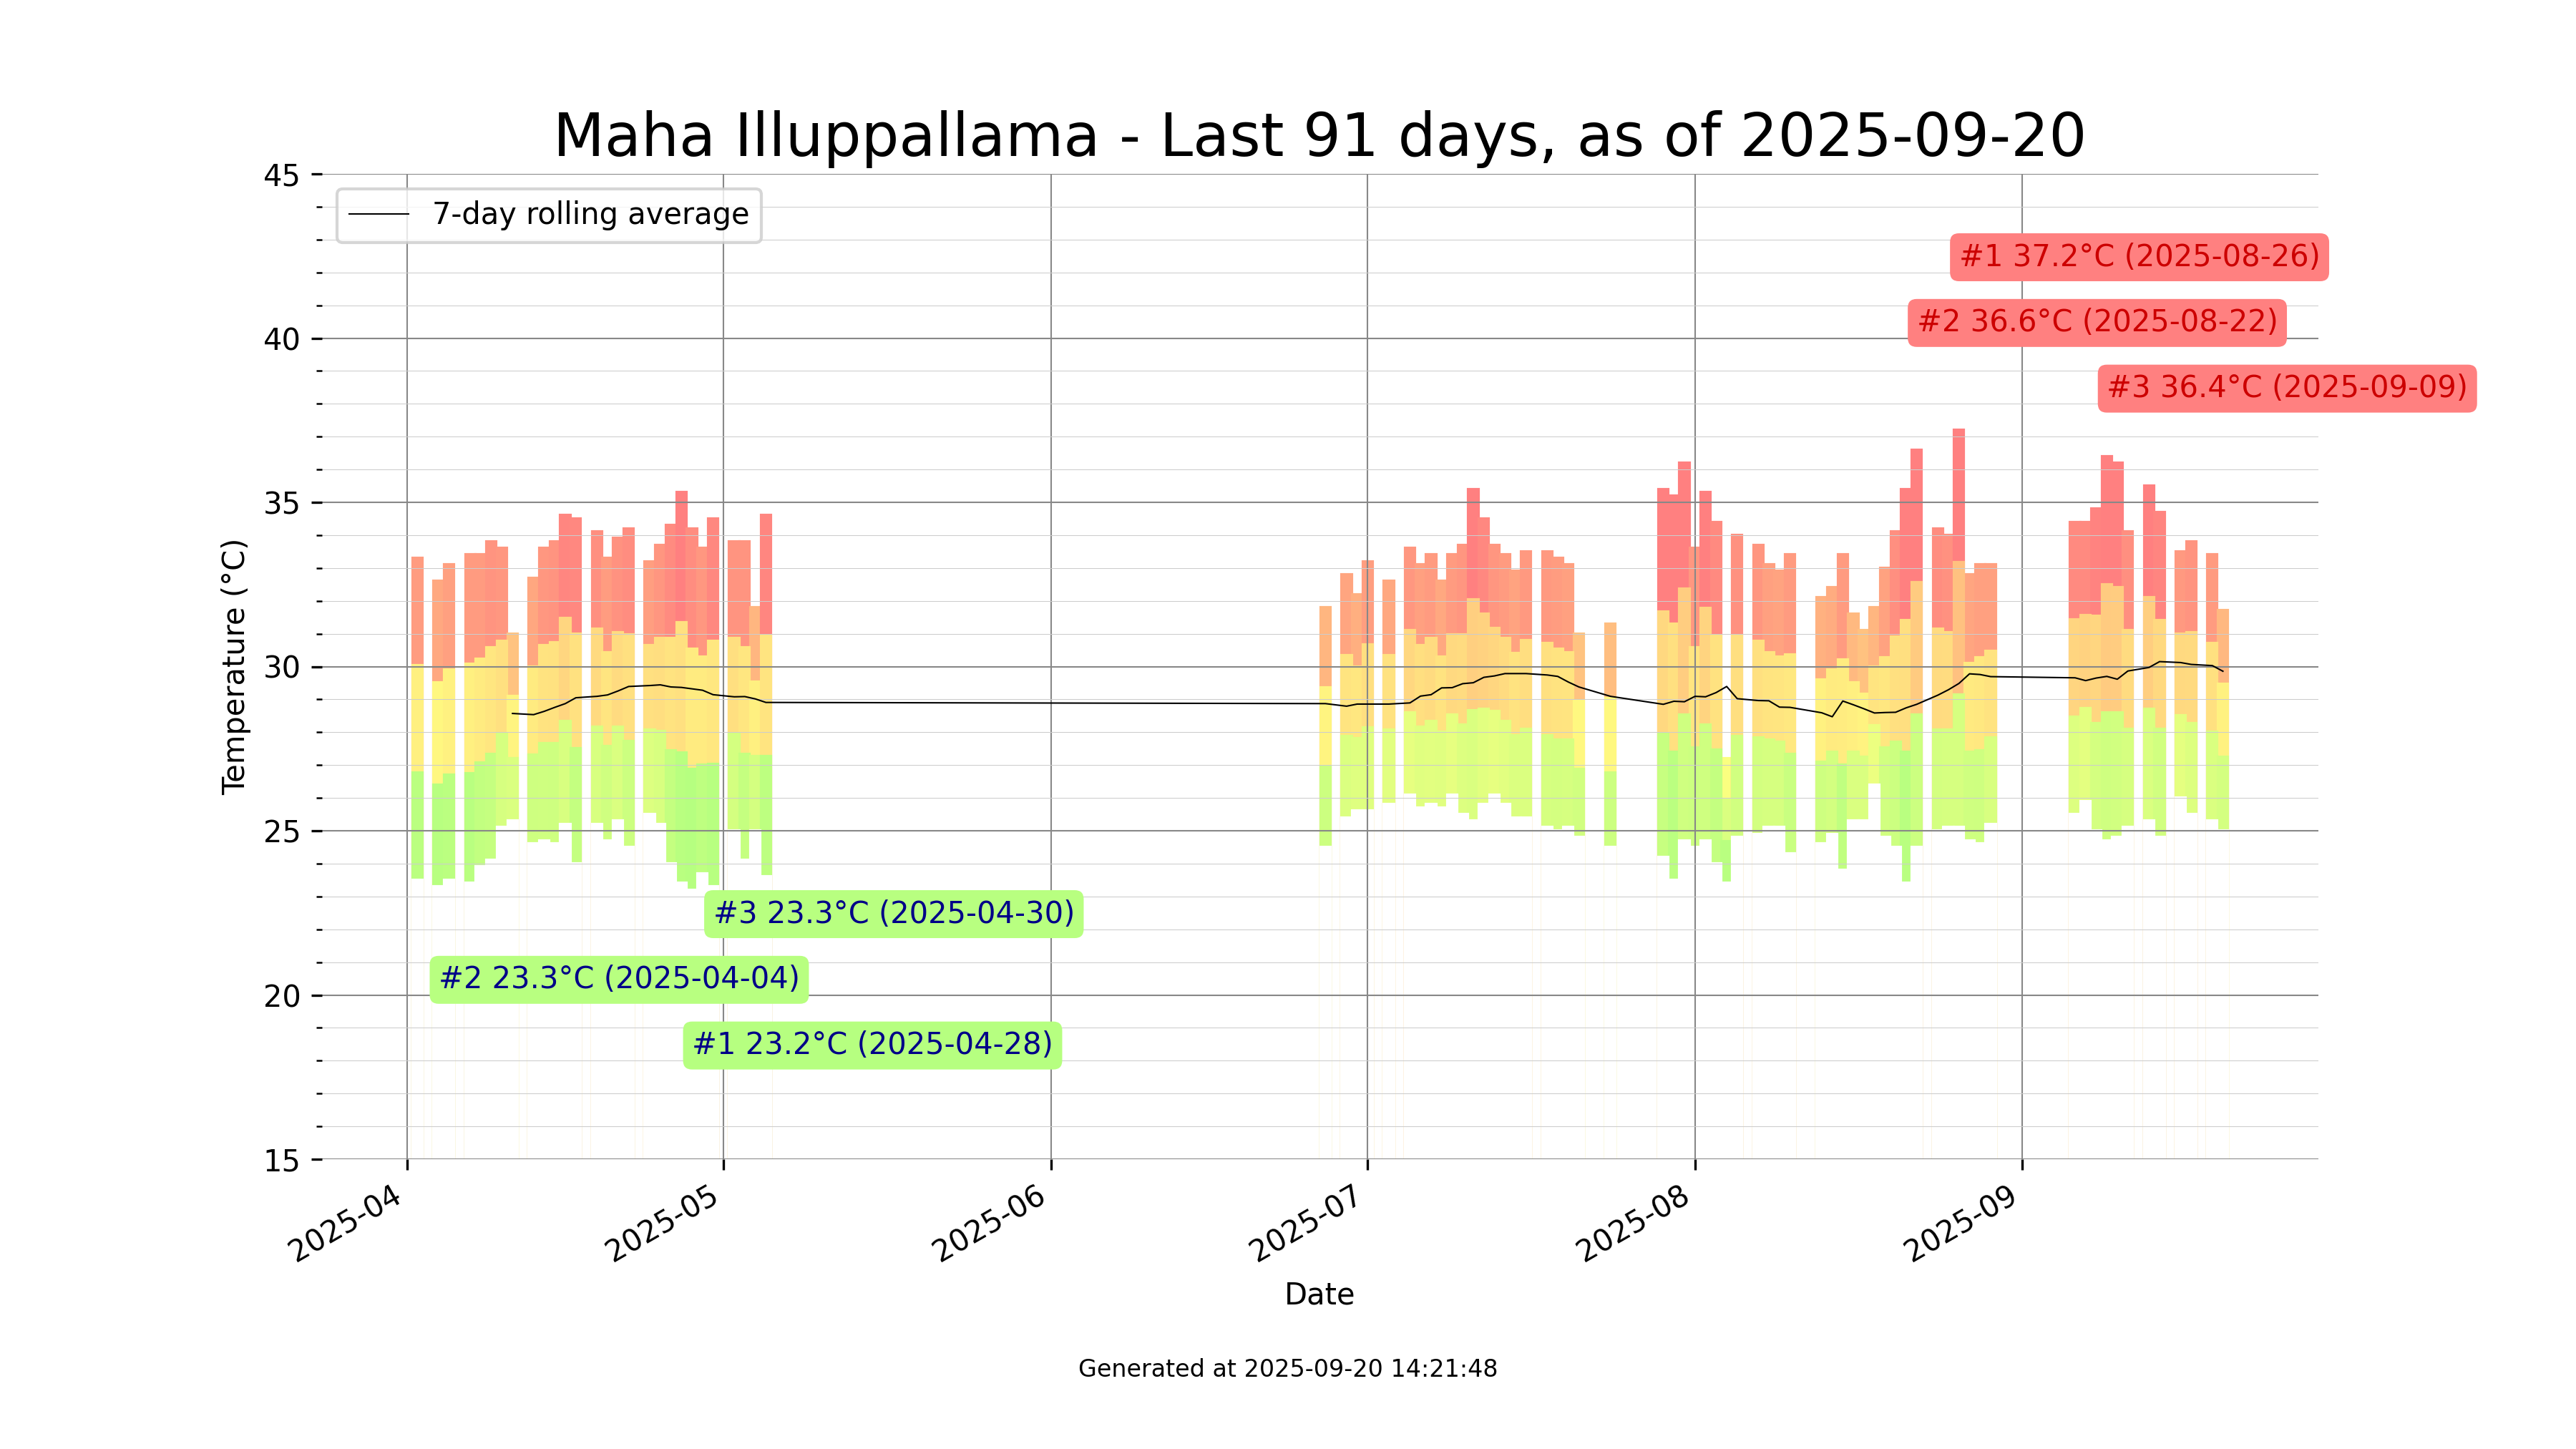 Maha Illuppallama - Last 91 days, as of 2025-09-20
45
7-day rolling average
#1 37.2°C (2025-08-26)
#2 36.6°C (2025-08-22)
40
#3 36.4°C (2025-09-09)
35
30
Temperature (°C)
25
#3 23.3°C (2025-04-30)
#2 23.3°C (2025-04-04)
20
#1 23.2°C (2025-04-28)
15
2025-04
2025-05
2025-06
2025-07
2025-08
2025-09
Date
Generated at 2025-09-20 14:21:48